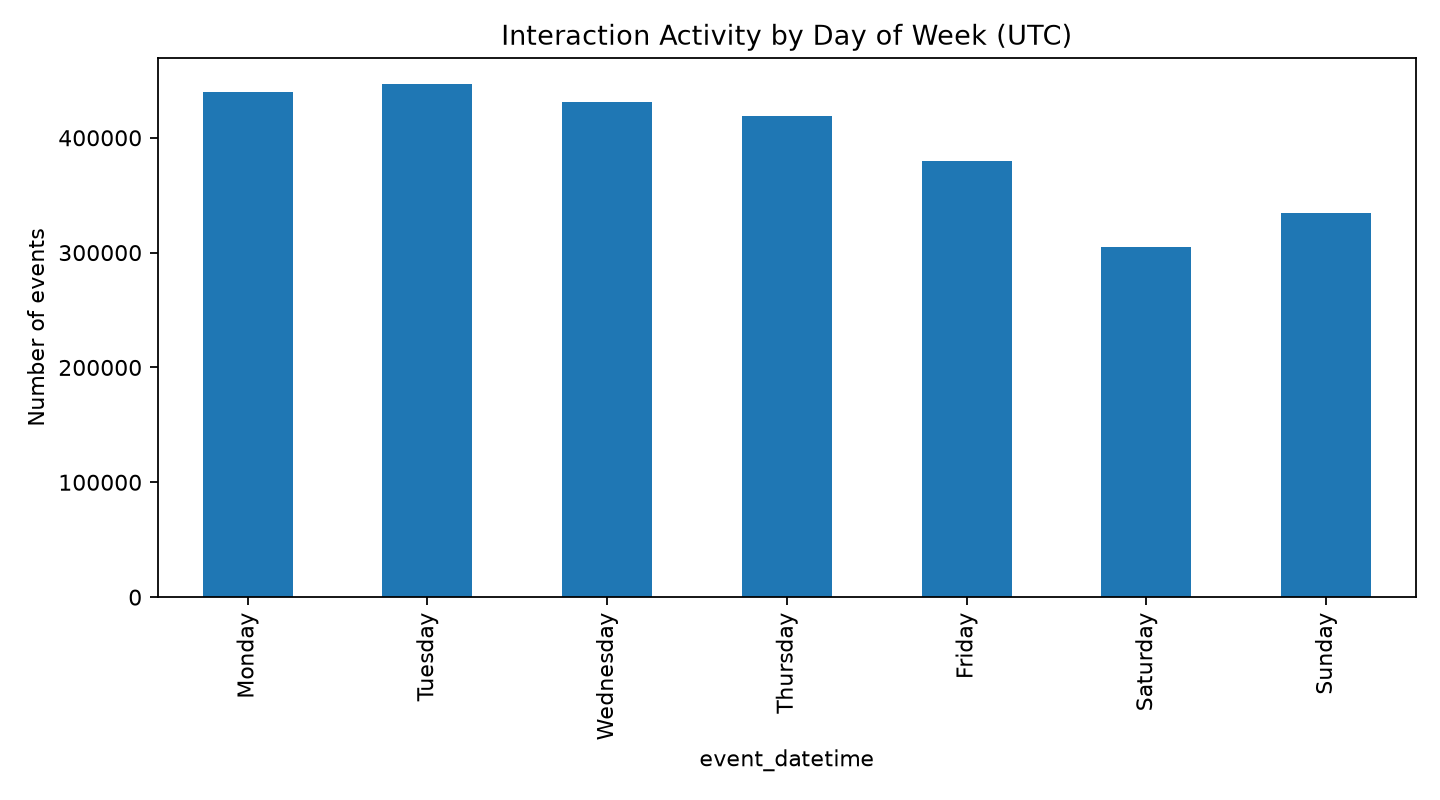 Interaction Activity by Day of Week (UTC)
Number of events
400000
300000
200000
100000
0
Monday
Tuesday
Wednesday
Thursday
Friday
Saturday
Sunday
event_datetime